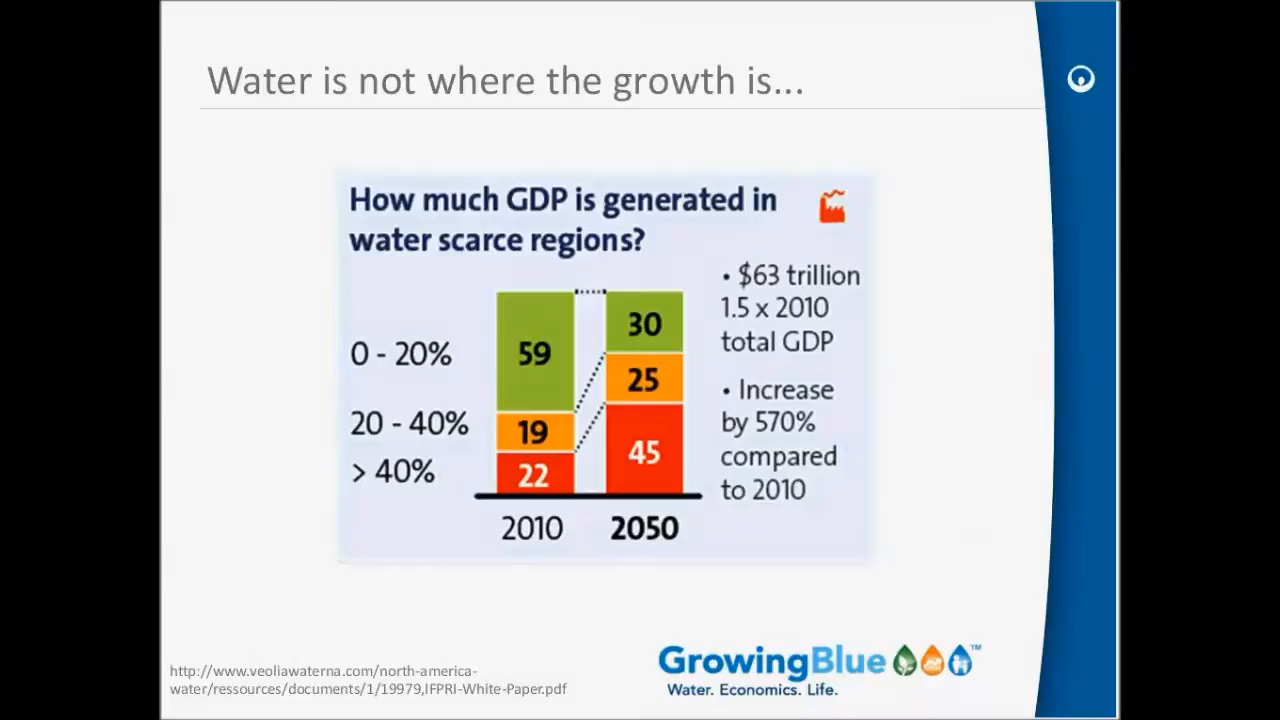 Water is not where the growth is...
How much GDP is generated in
water scarce regions?
• $63 trillion
1.5 x 2010
total GDP
• Increase
by 570%
compared
to 2010
0 - 20%
20 - 40%
> 40%
59
19
22
30
25
45
2010
2050
http://www.veoliawaterna.com/north-america-
water/ressources/documents/1/19979,IFPRI-White-Paper.pdf
GrowingBlue™
Water. Economics. Life.